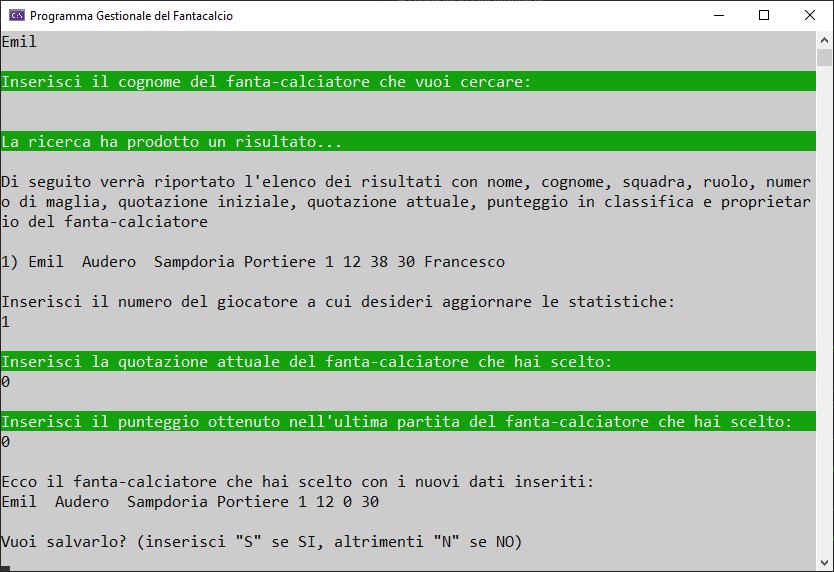 Programma Gestionale del Fantacalcio
Emil
Inserisci il cognome del fanta-calciatore che vuoi cercare:
La ricerca ha prodotto un risultato...
Di seguito verrà riportato l'elenco dei risultati con nome, cognome, squadra, ruolo, numer
o di maglia, quotazione iniziale, quotazione attuale, punteggio in classifica e proprietar
io del fanta-calciatore
1) Emil  Audero  Sampdoria Portiere 1 12 38 30 Francesco
Inserisci il numero del giocatore a cui desideri aggiornare le statistiche:
1
Inserisci la quotazione attuale del fanta-calciatore che hai scelto:
0
Inserisci il punteggio ottenuto nell'ultima partita del fanta-calciatore che hai scelto:
0
Ecco il fanta-calciatore che hai scelto con i nuovi dati inseriti:
Emil  Audero  Sampdoria Portiere 1 12 0 30
Vuoi salvarlo? (inserisci "S" se SI, altrimenti "N" se NO)